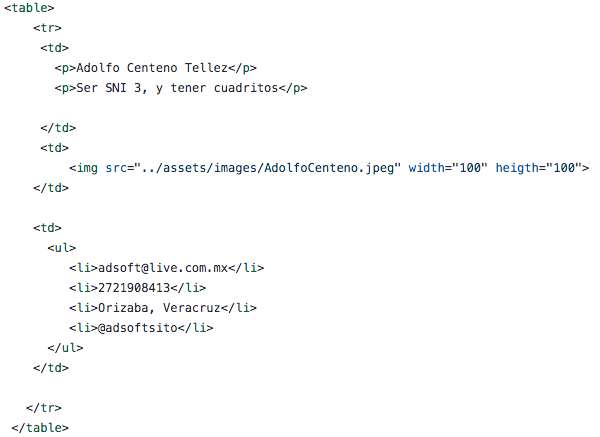 <table>
<tr>
<td>
<p>Adolfo Centeno Tellez</p>
<p>Ser SNI 3, y tener cuadritos</p>
</td>
<td>
<img src="../assets/images/AdolfoCenteno.jpeg" width="100" heigth="100">
</td>
<td>
<ul>
<li>adsoft@live.com.mx</li>
<li>2721908413</li>
<li>Orizaba, Veracruz</li>
<li>@adsoftsito</li>
</ul>
</td>
</tr>
</table>